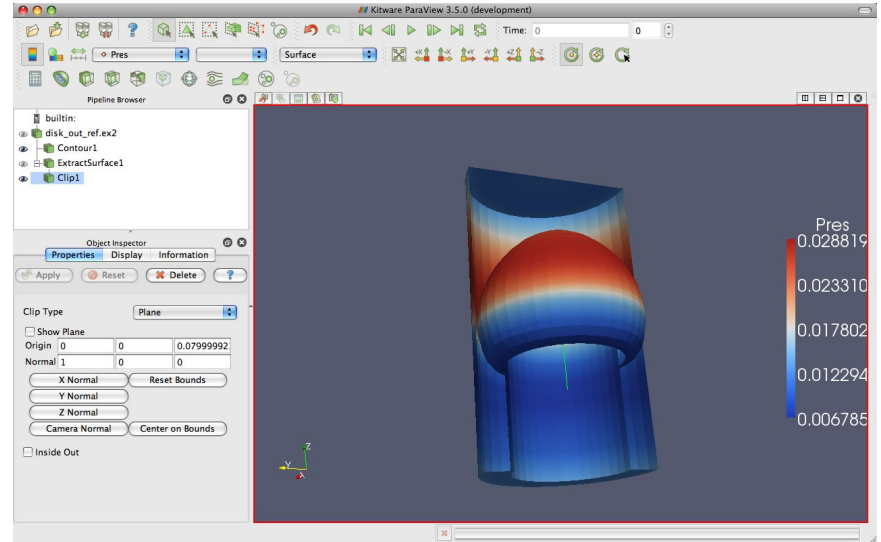 Kitware ParaView 3.5.0 (development)
Time: 0 0
Pres Surface
Pipeline Browser
builtin:
disk_out_ref.ex2
Contour1
ExtractSurface1
Clip1
Object Inspector
Properties Display Information
Apply Reset Delete ?
Clip Type Plane
Show Plane
Origin 0 0 0.07999992
Normal 1 0 0
X Normal Reset Bounds
Y Normal
Z Normal
Camera Normal Center on Bounds
Inside Out
Pres
0.028819
0.023310
0.017802
0.012294
0.006785
Z
Y
X